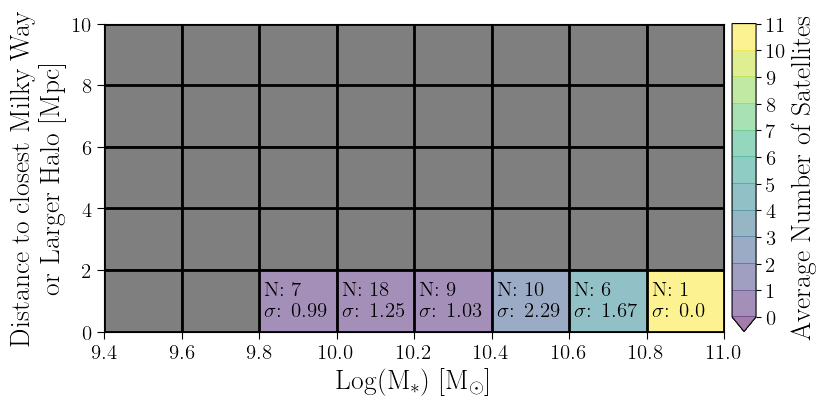 Distance to closest Milky Way
or Larger Halo [Mpc]
10
8
6
4
2
0
N: 7
σ: 0.99
N: 18
σ: 1.25
N: 9
σ: 1.03
N: 10
σ: 2.29
N: 6
σ: 1.67
N: 1
σ: 0.0
9.4 9.6 9.8 10.0 10.2 10.4 10.6 10.8 11.0
Log(M*) [M⊙]
11
10
9
8
7
6
5
4
3
2
1
0
Average Number of Satellites